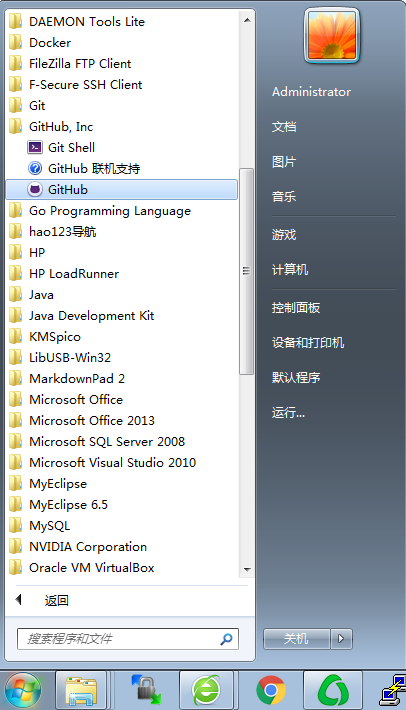 DAEMON Tools Lite
Docker
FileZilla FTP Client
F-Secure SSH Client
Git
GitHub, Inc
Git Shell
GitHub 联机支持
GitHub
Go Programming Language
hao123导航
HP
HP LoadRunner
Java
Java Development Kit
KMSpico
LibUSB-Win32
MarkdownPad 2
Microsoft Office
Microsoft Office 2013
Microsoft SQL Server 2008
Microsoft Visual Studio 2010
MyEclipse
MyEclipse 6.5
MySQL
NVIDIA Corporation
Oracle VM VirtualBox
返回
搜索程序和文件
Administrator
文档
图片
音乐
游戏
计算机
控制面板
设备和打印机
默认程序
运行...
关机